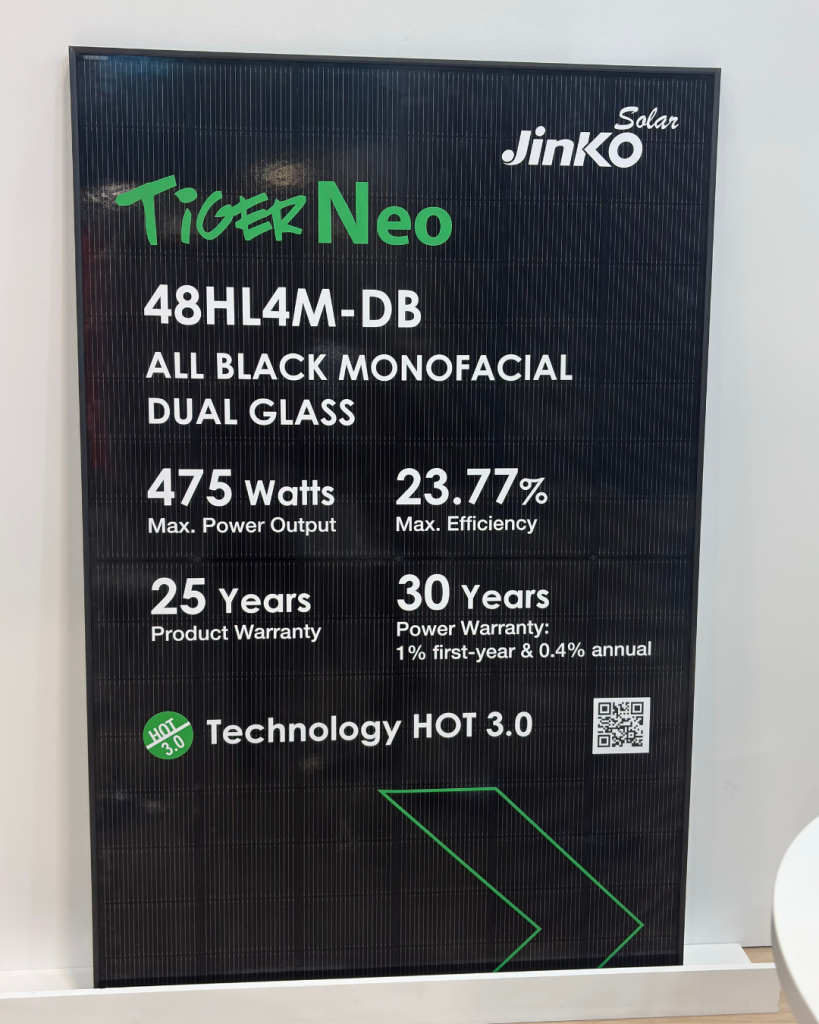 Solar
JinKO
TIGER Neo
48HL4M-DB
ALL BLACK MONOFACIAL
DUAL GLASS
475 Watts
Max. Power Output
23.77%
Max. Efficiency
25 Years
Product Warranty
30 Years
Power Warranty:
1% first-year & 0.4% annual
HOT
3.0
Technology HOT 3.0